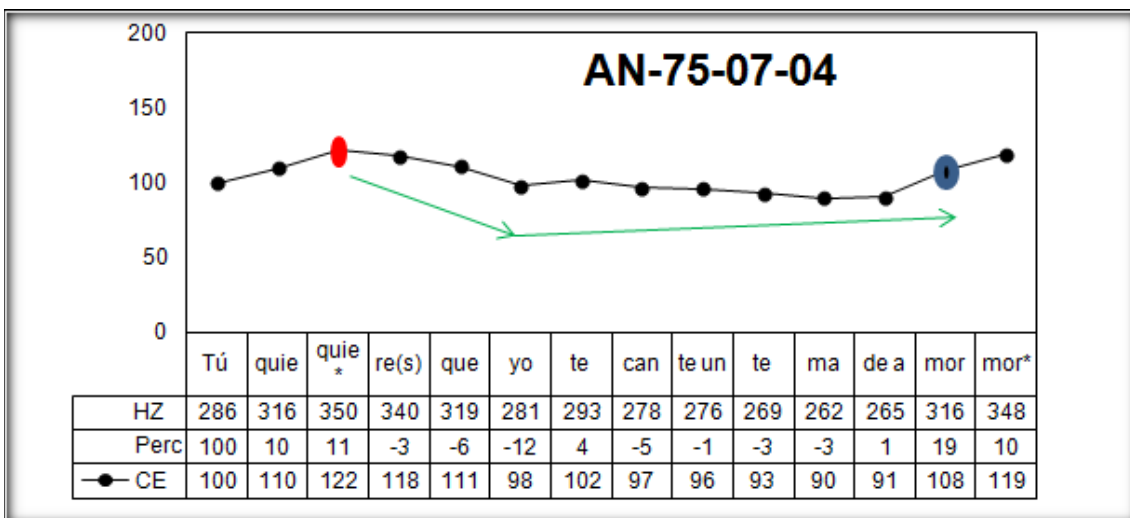 200
AN-75-07-04
150
100
50
0
Tú quie quie* re(s) que yo te can te un te ma de a mor mor*
HZ 286 316 350 340 319 281 293 278 276 269 262 265 316 348
Perc 100 10 11 -3 -6 -12 4 -5 -1 -3 -3 1 19 10
CE 100 110 122 118 111 98 102 97 96 93 90 91 108 119